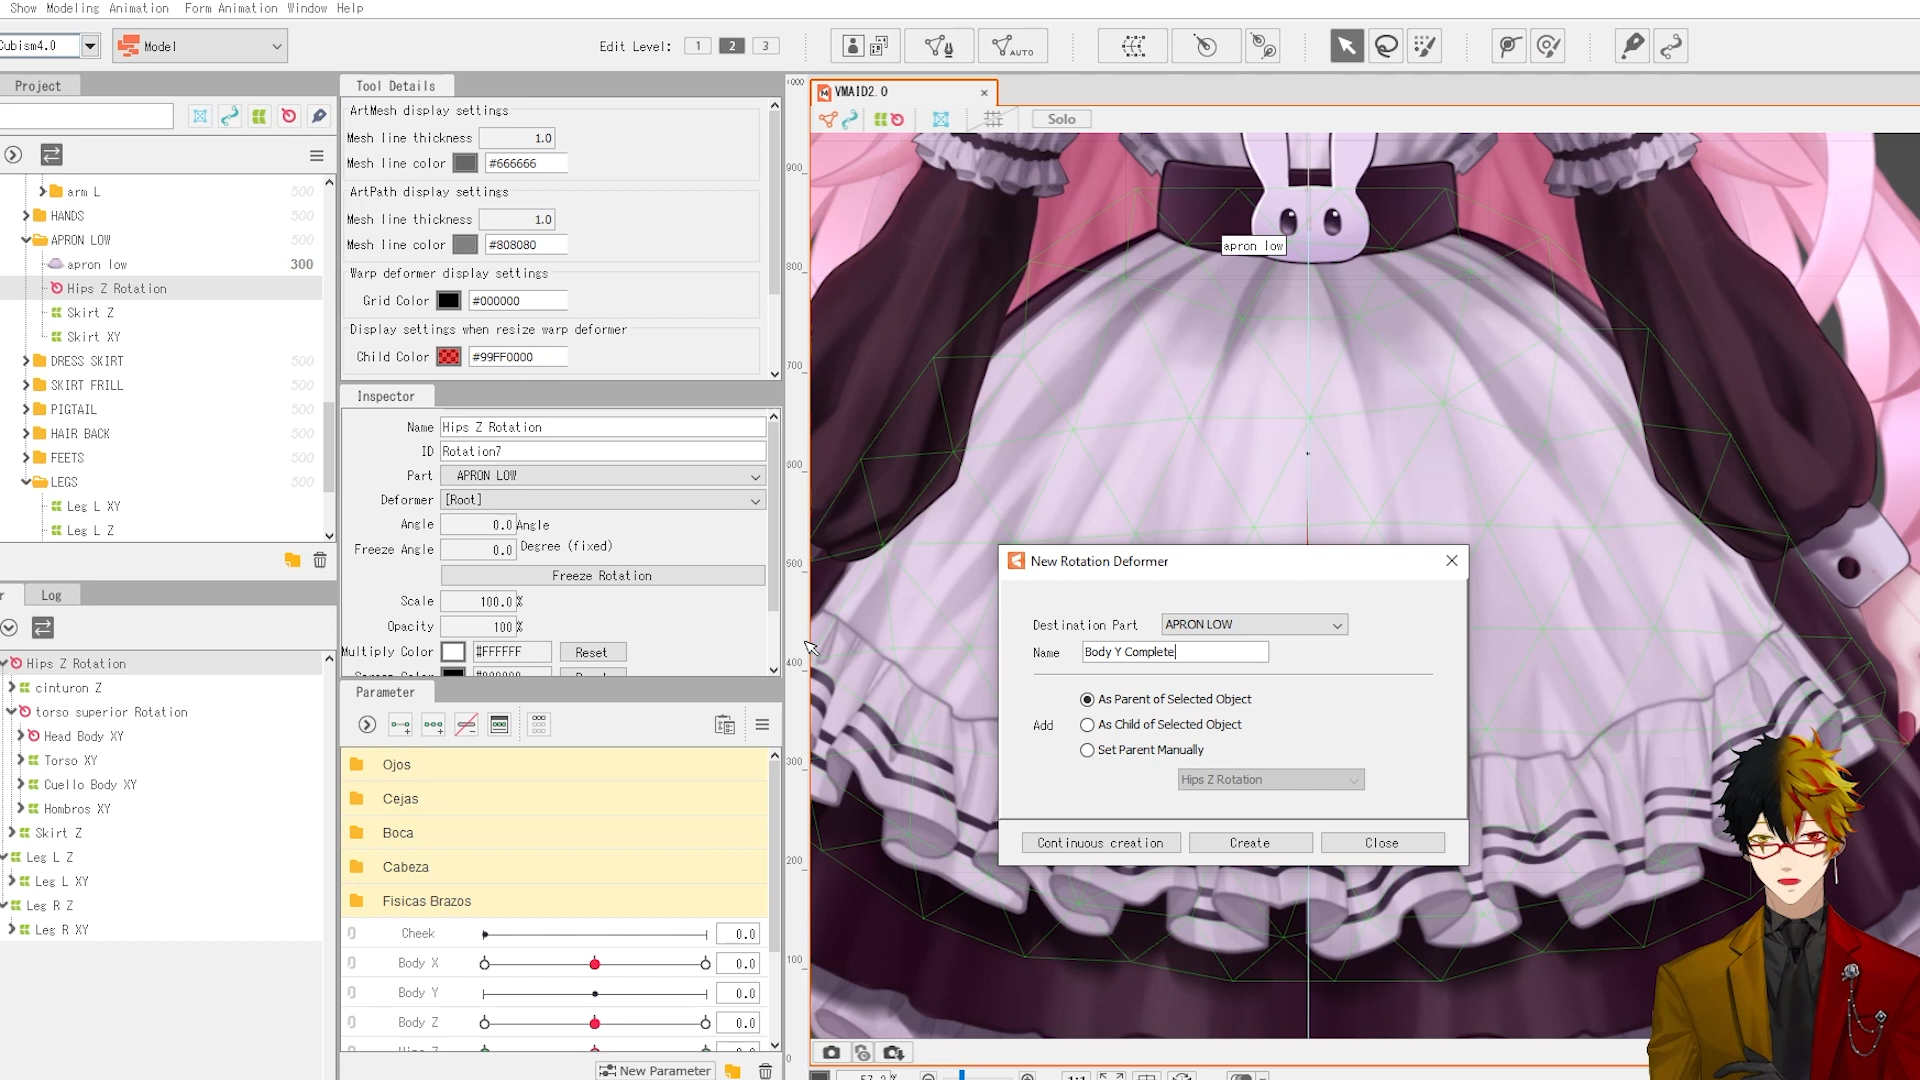 Show Modeling Animation Form Animation Window Help
Cubism4.0
Model
Edit Level: 1 2 3
AUTO
Project
Tool Details
VMAID2.0
Solo
ArtMesh display settings
Mesh line thickness 1.0
Mesh line color #666666
ArtPath display settings
Mesh line thickness 1.0
Mesh line color #808080
Warp deformer display settings
Grid Color #000000
Display settings when resize warp deformer
Child Color #99FF0000
arm L 500
HANDS 500
APRON LOW 500
apron low 300
Hips Z Rotation
Skirt Z
Skirt XY
DRESS SKIRT 500
SKIRT FRILL 500
PIGTAIL 500
HAIR BACK 500
FEETS 500
LEGS 500
Leg L XY
Leg L Z
Inspector
Name Hips Z Rotation
ID Rotation7
Part APRON LOW
Deformer [Root]
Angle 0.0 Angle
Freeze Angle 0.0 Degree (fixed)
Freeze Rotation
Scale 100.0 %
Opacity 100 %
Multiply Color #FFFFFF Reset
Log
Hips Z Rotation
cinturon Z
torso superior Rotation
Head Body XY
Torso XY
Cuello Body XY
Hombros XY
Skirt Z
Leg L Z
Leg L XY
Leg R Z
Leg R XY
Parameter
Ojos
Cejas
Boca
Cabeza
Fisicas Brazos
Cheek 0.0
Body X 0.0
Body Y 0.0
Body Z 0.0
New Parameter
1000
900
800
700
600
500
400
300
200
100
0
apron low
New Rotation Deformer
Destination Part APRON LOW
Name Body Y Complete
Add
As Parent of Selected Object
As Child of Selected Object
Set Parent Manually
Hips Z Rotation
Continuous creation Create Close